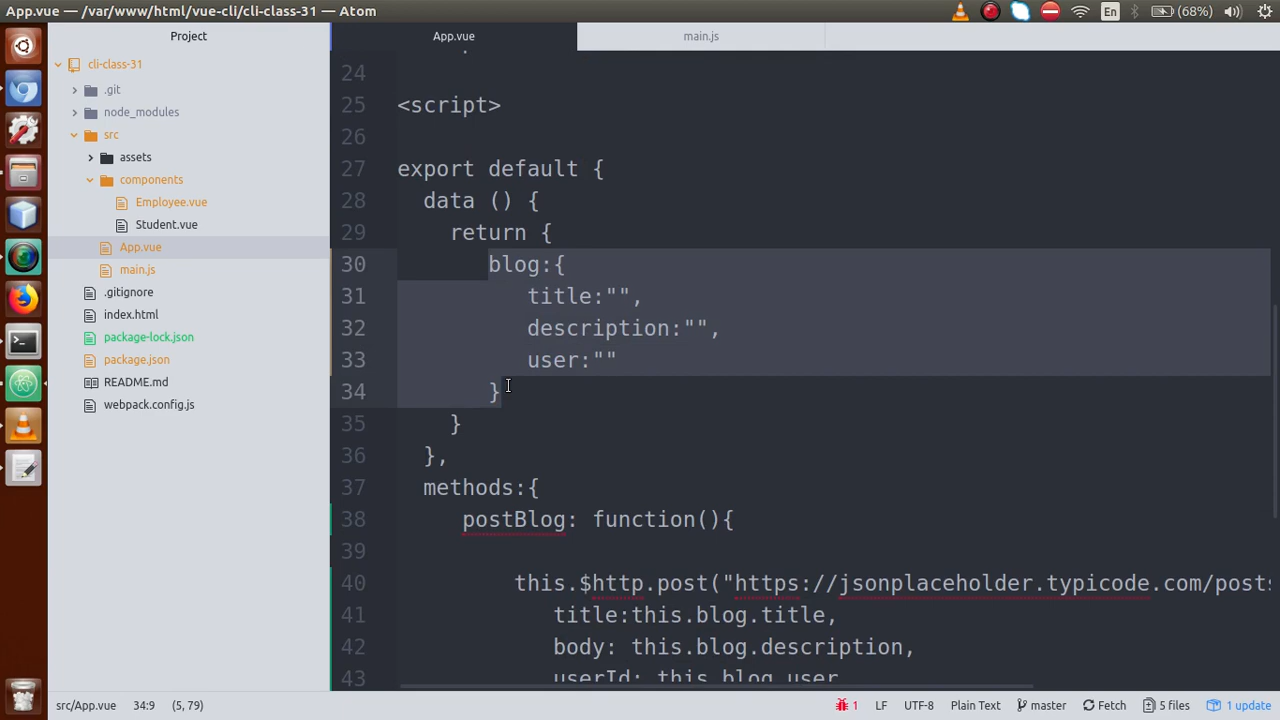 App.vue — /var/www/html/vue-cli/cli-class-31 — Atom
En
(68%)
Project
App.vue
main.js
cli-class-31
.git
node_modules
src
assets
components
Employee.vue
Student.vue
App.vue
main.js
.gitignore
index.html
package-lock.json
package.json
README.md
webpack.config.js
24
25 <script>
26
27 export default {
28 data () {
29 return {
30 blog:{
31 title:"",
32 description:"",
33 user:""
34 }
35 }
36 },
37 methods:{
38 postBlog: function(){
39
40 this.$http.post("https://jsonplaceholder.typicode.com/posts
41 title:this.blog.title,
42 body: this.blog.description,
43 userId: this.blog.user
src/App.vue 34:9 (5, 79)
1 LF UTF-8 Plain Text master Fetch 5 files 1 update